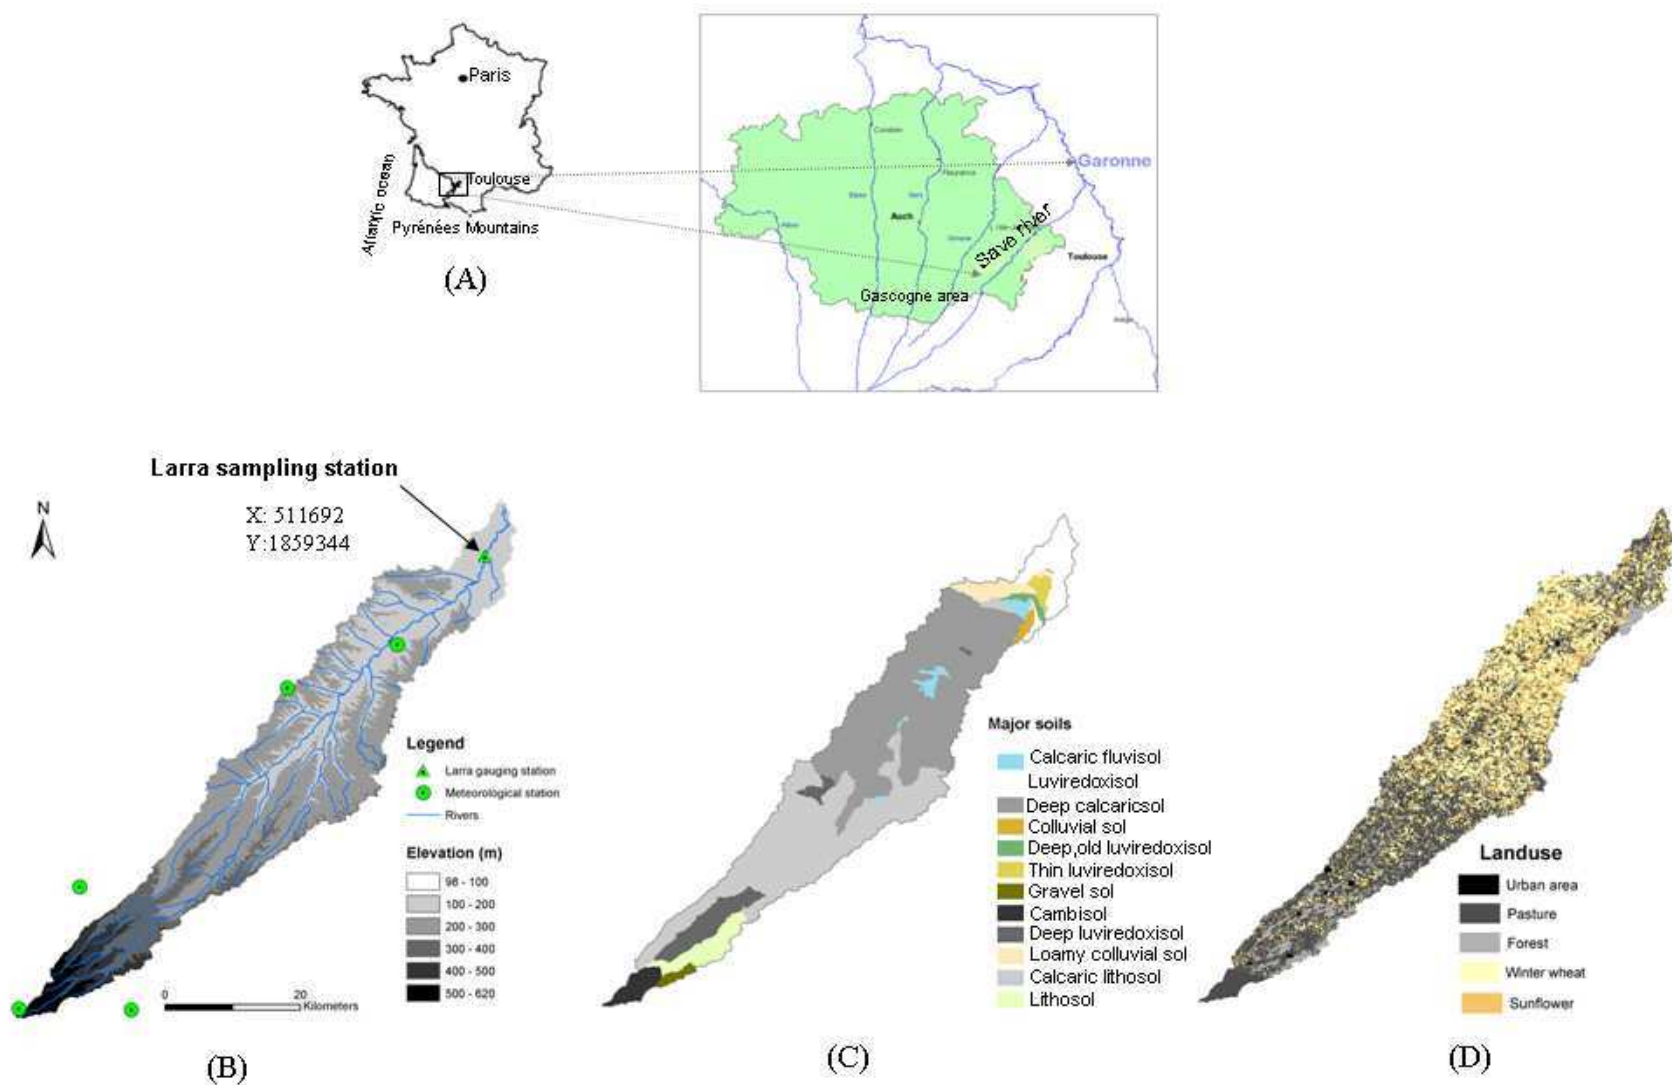 Paris
Atlantic ocean
Toulouse
Pyrénées Mountains
(A)
Condom
Garonne
Fleurance
Auch
Save river
Toulouse
Gascogne area
Larra sampling station
X: 511692
Y:1859344
N
Legend
Larra gauging station
Meteorological station
Rivers
Elevation (m)
98 - 100
100 - 200
200 - 300
300 - 400
400 - 500
500 - 620
0 20
Kilometers
(B)
Major soils
Calcaric fluvisol
Luviredoxisol
Deep calcaricsol
Colluvial sol
Deep,old luviredoxisol
Thin luviredoxisol
Gravel sol
Cambisol
Deep luviredoxisol
Loamy colluvial sol
Calcaric lithosol
Lithosol
(C)
Landuse
Urban area
Pasture
Forest
Winter wheat
Sunflower
(D)